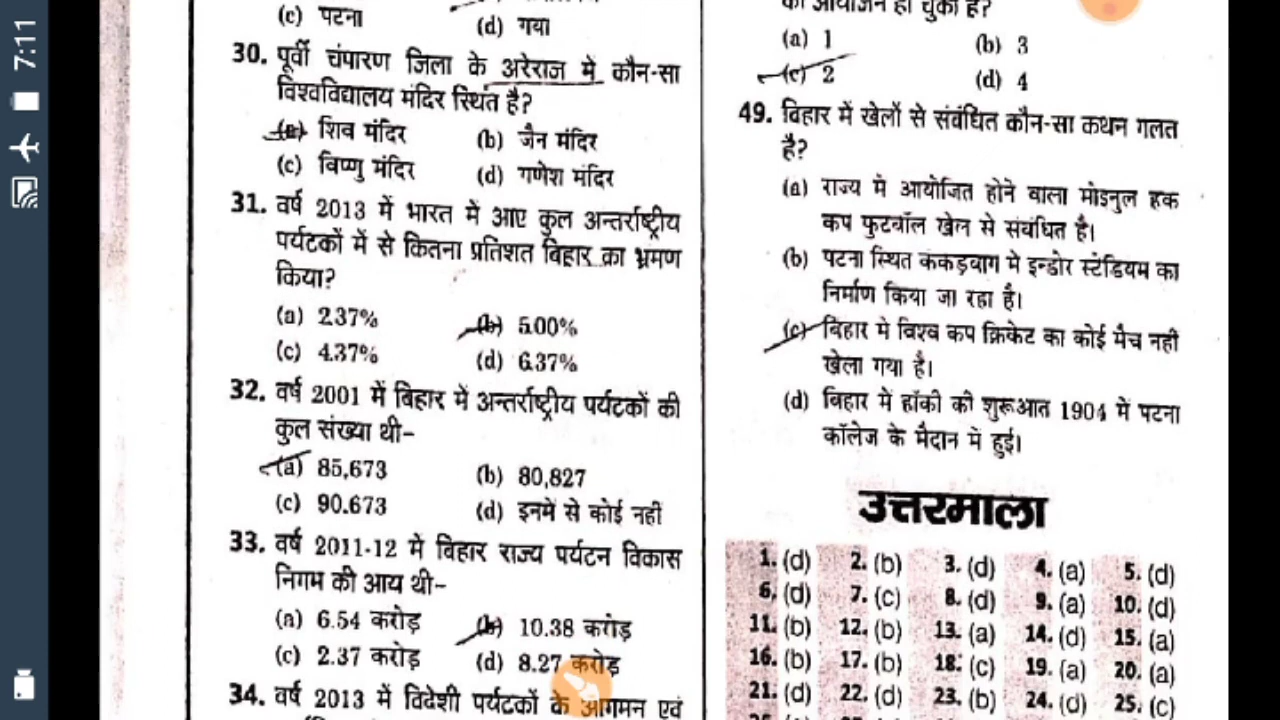 7:11
(c) पटना
(d) गया
30. पूर्वी चंपारण जिला के अरेराज में कौन-सा
विश्वविद्यालय मंदिर स्थित है?
(a) शिव मंदिर (b) जैन मंदिर
(c) विष्णु मंदिर (d) गणेश मंदिर
31. वर्ष 2013 में भारत में आए कुल अन्तर्राष्ट्रीय
पर्यटकों में से कितना प्रतिशत बिहार का भ्रमण
किया?
(a) 2.37% (b) 5.00%
(c) 4.37% (d) 6.37%
32. वर्ष 2001 में बिहार में अन्तर्राष्ट्रीय पर्यटकों की
कुल संख्या थी-
(a) 85,673 (b) 80,827
(c) 90.673 (d) इनमें से कोई नहीं
33. वर्ष 2011-12 में बिहार राज्य पर्यटन विकास
निगम की आय थी-
(a) 6.54 करोड़ (b) 10.38 करोड़
(c) 2.37 करोड़ (d) 8.27 करोड़
34. वर्ष 2013 में विदेशी पर्यटकों के आगमन एवं
का आयोजन हो चुका है?
(a) 1 (b) 3
(c) 2 (d) 4
49. बिहार में खेलों से संबंधित कौन-सा कथन गलत
है?
(a) राज्य में आयोजित होने वाला मोइनुल हक
कप फुटबॉल खेल से संबंधित है।
(b) पटना स्थित कंकड़बाग में इन्डोर स्टेडियम का
निर्माण किया जा रहा है।
(c) बिहार में विश्व कप क्रिकेट का कोई मैच नहीं
खेला गया है।
(d) बिहार में हॉकी की शुरूआत 1904 में पटना
कॉलेज के मैदान में हुई।
उत्तरमाला
1. (d) 2. (b) 3. (d) 4. (a) 5. (d)
6. (d) 7. (c) 8. (d) 9. (a) 10. (d)
11. (b) 12. (b) 13. (a) 14. (d) 15. (a)
16. (b) 17. (b) 18. (c) 19. (a) 20. (a)
21. (d) 22. (d) 23. (b) 24. (d) 25. (c)